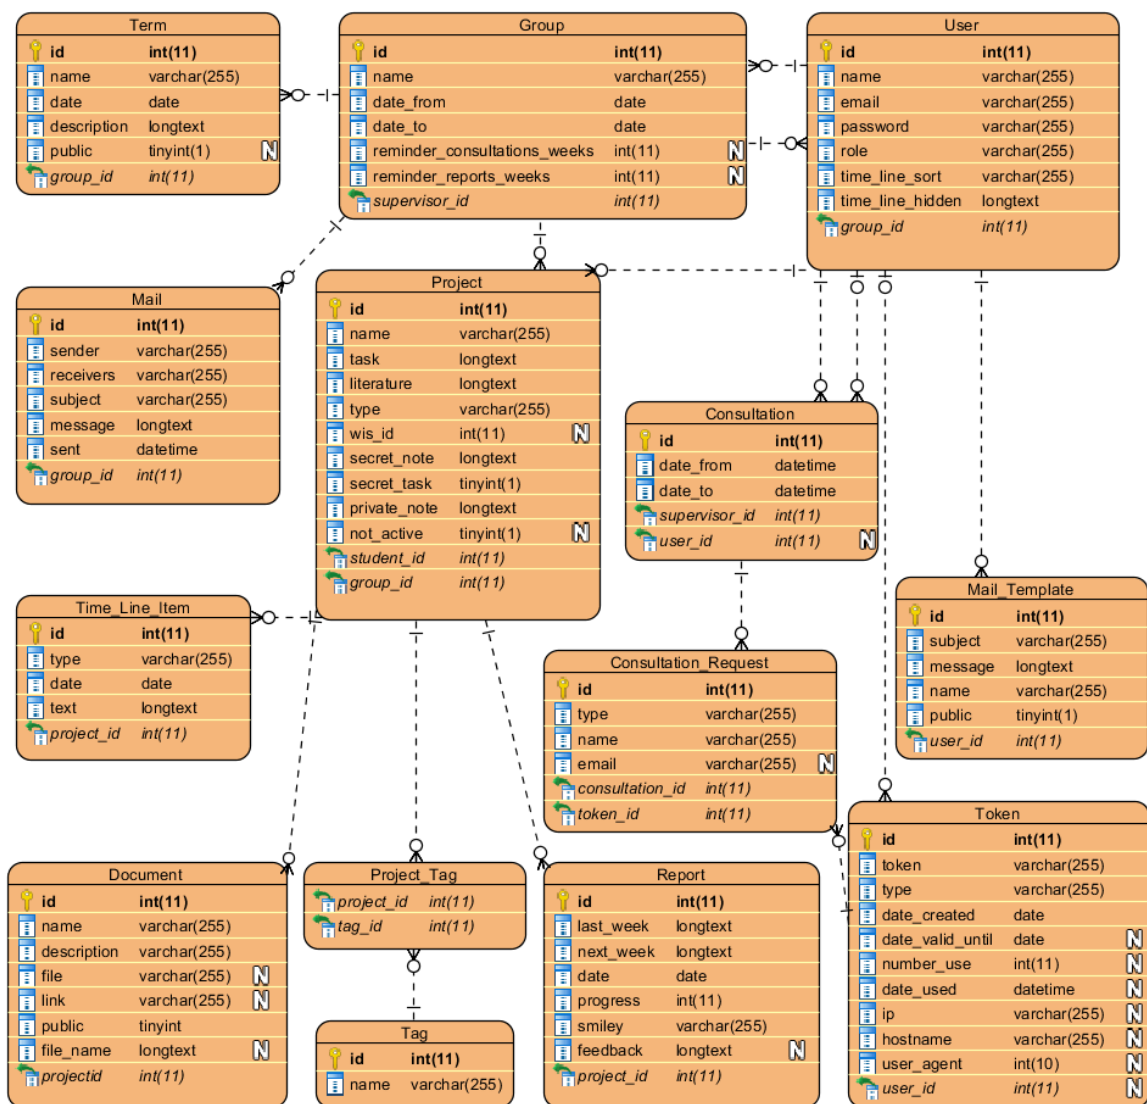 Term
id int(11)
name varchar(255)
date date
description longtext
public tinyint(1) N
group_id int(11)
Group
id int(11)
name varchar(255)
date_from date
date_to date
reminder_consultations_weeks int(11) N
reminder_reports_weeks int(11) N
supervisor_id int(11)
User
id int(11)
name varchar(255)
email varchar(255)
password varchar(255)
role varchar(255)
time_line_sort varchar(255)
time_line_hidden longtext
group_id int(11)
Mail
id int(11)
sender varchar(255)
receivers varchar(255)
subject varchar(255)
message longtext
sent datetime
group_id int(11)
Project
id int(11)
name varchar(255)
task longtext
literature longtext
type varchar(255)
wis_id int(11) N
secret_note longtext
secret_task tinyint(1)
private_note longtext
not_active tinyint(1) N
student_id int(11)
group_id int(11)
Consultation
id int(11)
date_from datetime
date_to datetime
supervisor_id int(11)
user_id int(11) N
Time_Line_Item
id int(11)
type varchar(255)
date date
text longtext
project_id int(11)
Consultation_Request
id int(11)
type varchar(255)
name varchar(255)
email varchar(255) N
consultation_id int(11)
token_id int(11)
Mail_Template
id int(11)
subject varchar(255)
message longtext
name varchar(255)
public tinyint(1)
user_id int(11)
Document
id int(11)
name varchar(255)
description varchar(255)
file varchar(255) N
link varchar(255) N
public tinyint
file_name longtext N
projectid int(11)
Project_Tag
project_id int(11)
tag_id int(11)
Tag
id int(11)
name varchar(255)
Report
id int(11)
last_week longtext
next_week longtext
date date
progress int(11)
smiley varchar(255)
feedback longtext N
project_id int(11)
Token
id int(11)
token varchar(255)
type varchar(255)
date_created date
date_valid_until date N
number_use int(11) N
date_used datetime N
ip varchar(255) N
hostname varchar(255) N
user_agent int(10) N
user_id int(11) N